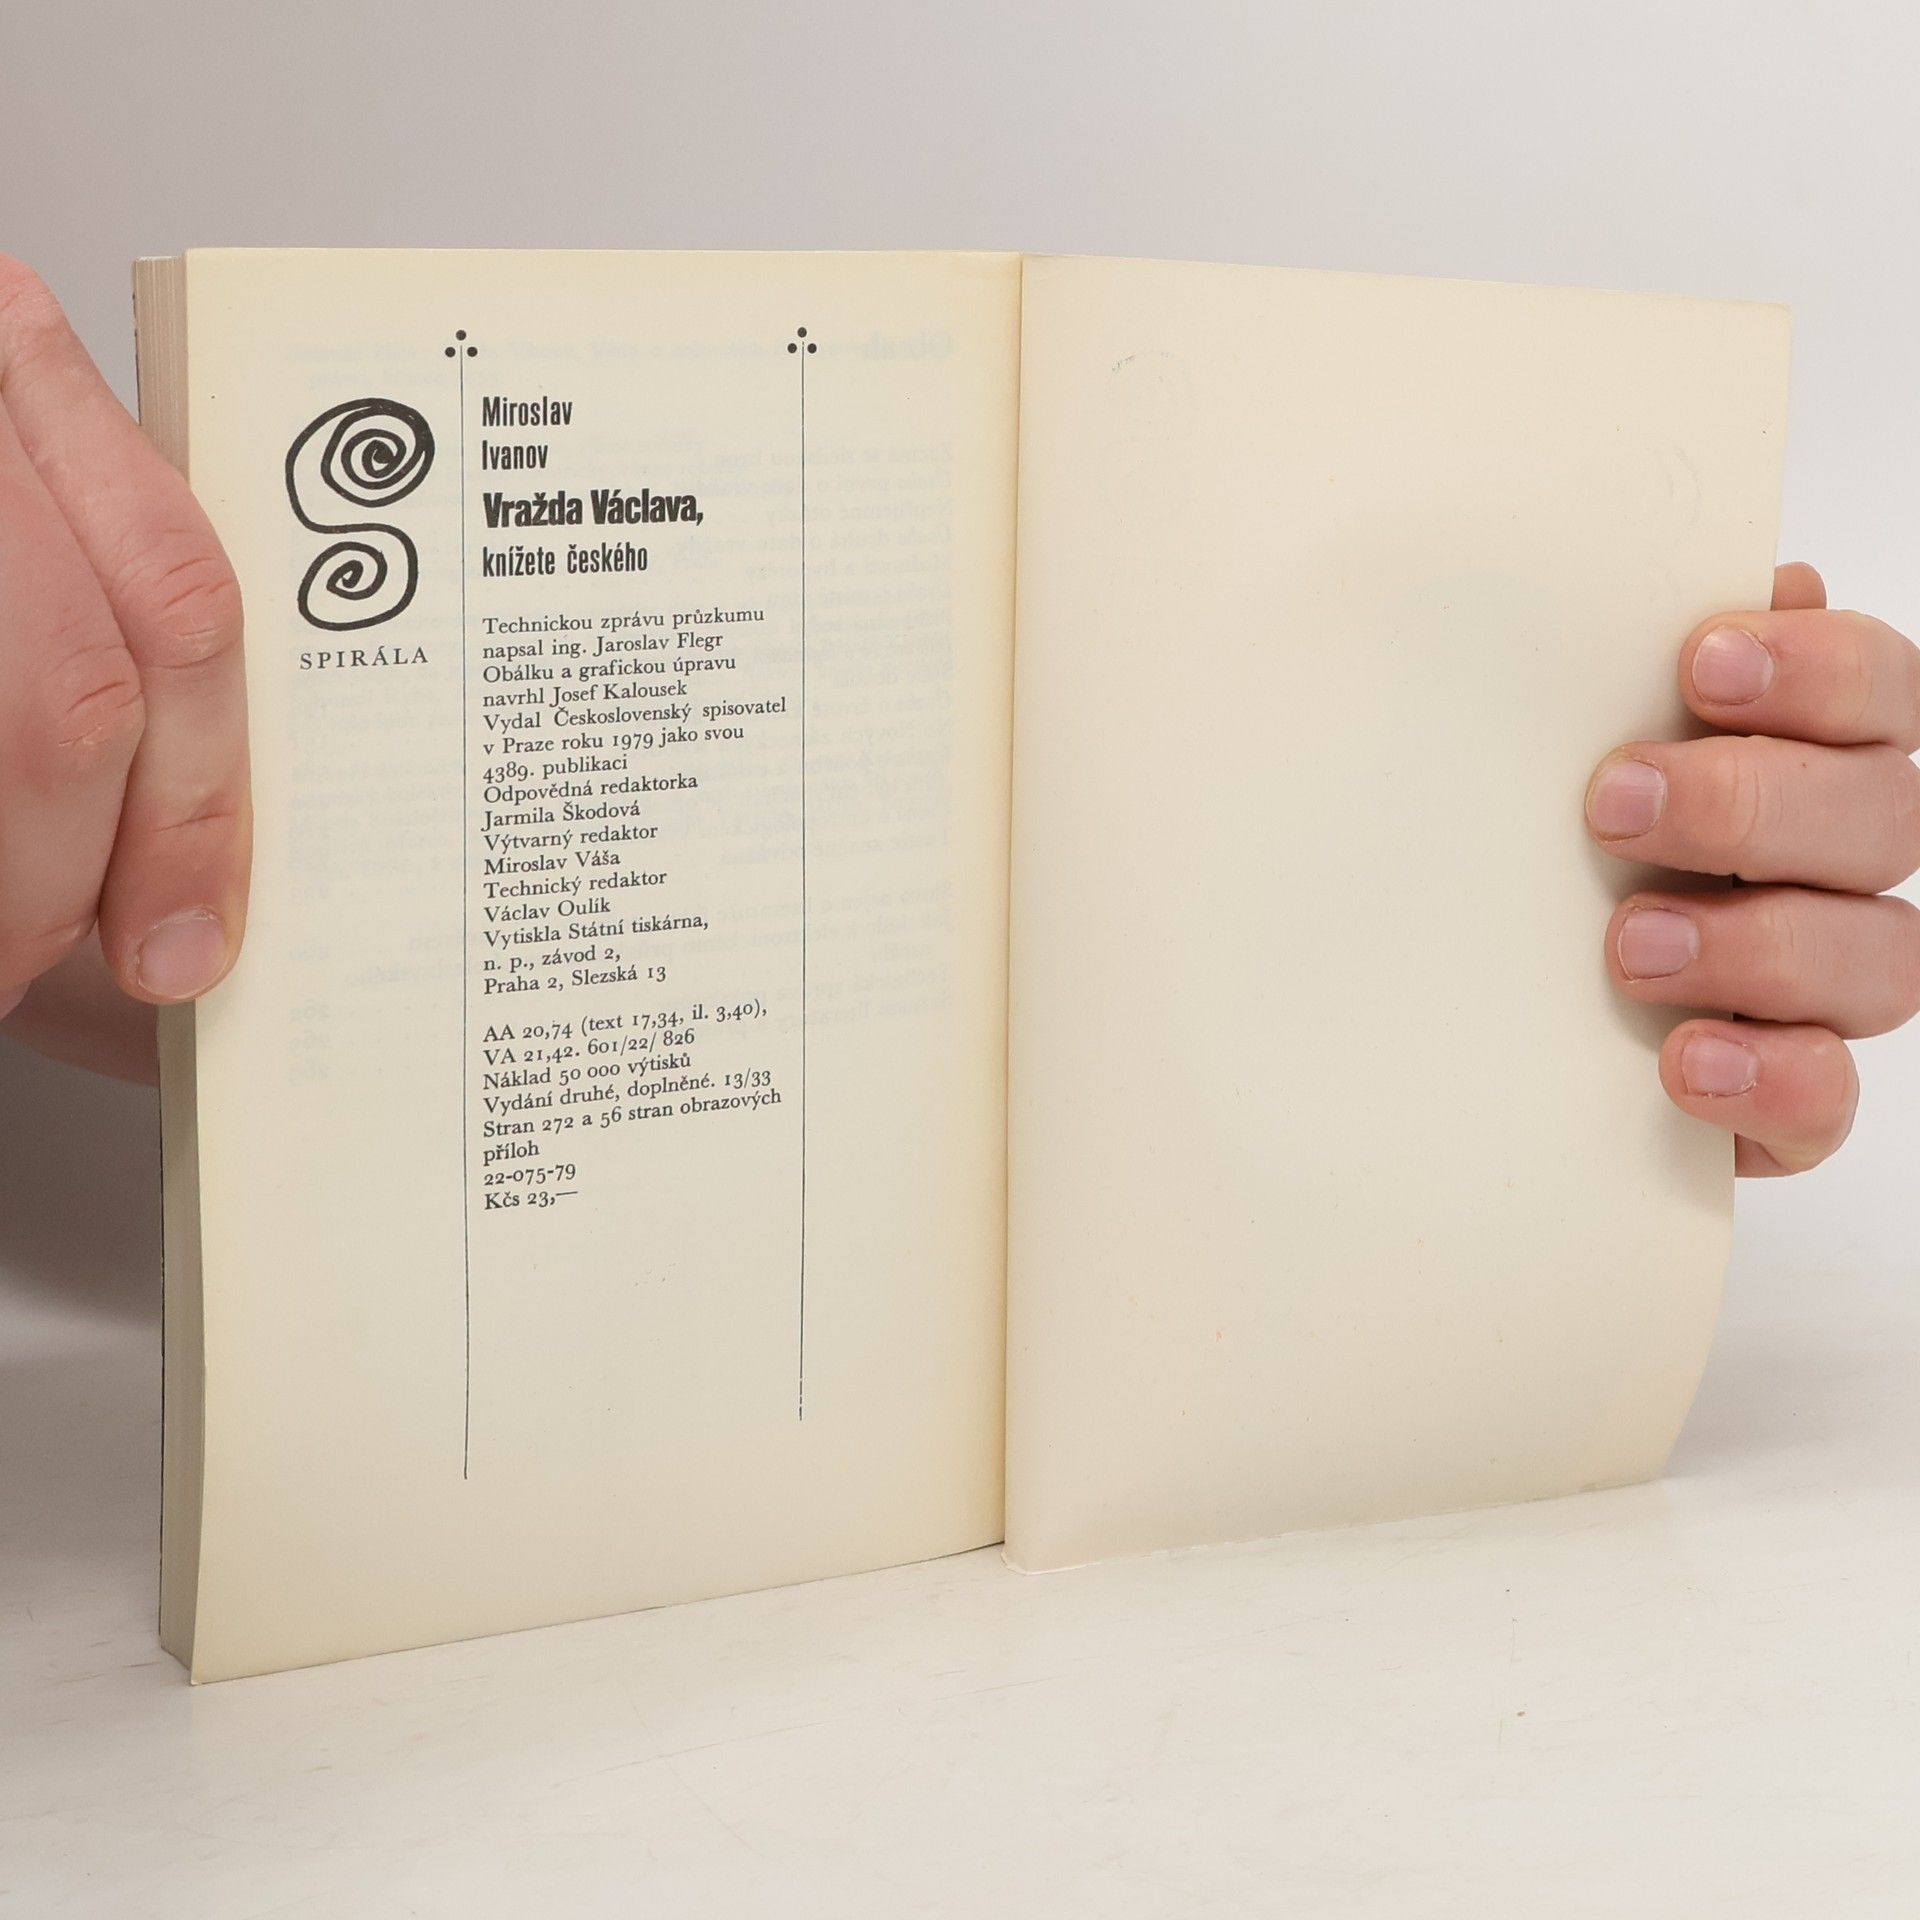 SPIRÁLA
Miroslav
Ivanov
Vražda Václava,
knížete českého
Technickou zprávu průzkumu
napsal ing. Jaroslav Flegr
Obálku a grafickou úpravu
navrhl Josef Kalousek
Vydal Československý spisovatel
v Praze roku 1979 jako svou
4389. publikaci
Odpovědná redaktorka
Jarmila Škodová
Výtvarný redaktor
Miroslav Váša
Technický redaktor
Václav Oulík
Vytiskla Státní tiskárna,
n. p., závod 2,
Praha 2, Slezská 13
AA 20,74 (text 17,34, il. 3,40),
VA 21,42. 601/22/ 826
Náklad 50 000 výtisků
Vydání druhé, doplněné. 13/33
Stran 272 a 56 stran obrazových
příloh
22-075-79
Kčs 23,—